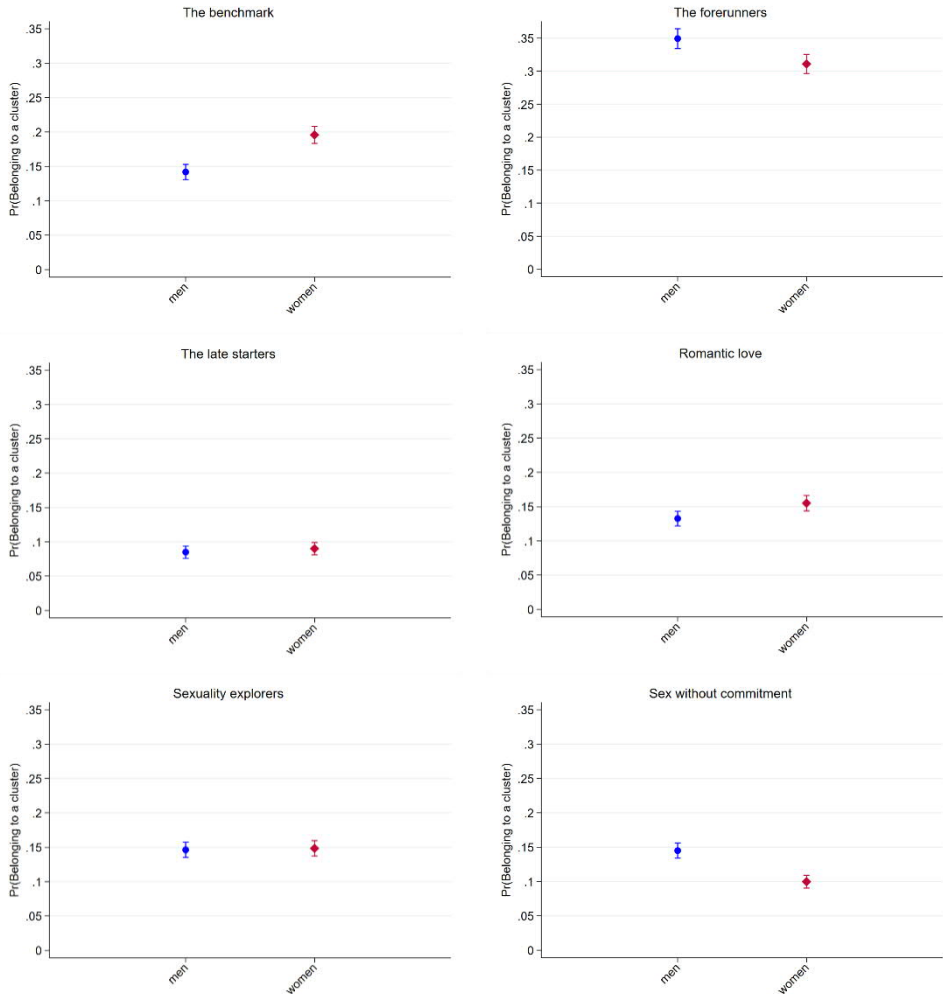 The benchmark
Pr(Belonging to a cluster)
.35
.3
.25
.2
.15
.1
.05
0
men
women
The forerunners
Pr(Belonging to a cluster)
.35
.3
.25
.2
.15
.1
.05
0
men
women
The late starters
Pr(Belonging to a cluster)
.35
.3
.25
.2
.15
.1
.05
0
men
women
Romantic love
Pr(Belonging to a cluster)
.35
.3
.25
.2
.15
.1
.05
0
men
women
Sexuality explorers
Pr(Belonging to a cluster)
.35
.3
.25
.2
.15
.1
.05
0
men
women
Sex without commitment
Pr(Belonging to a cluster)
.35
.3
.25
.2
.15
.1
.05
0
men
women